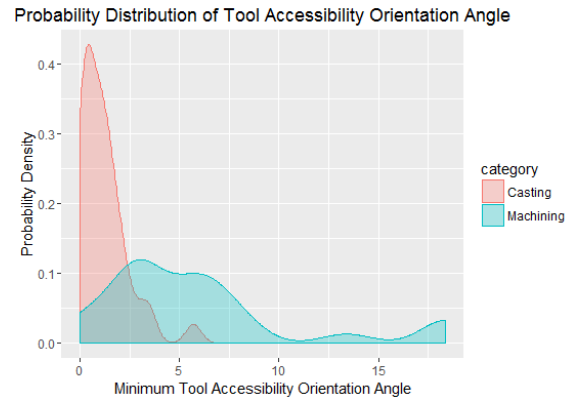 Probability Distribution of Tool Accessibility Orientation Angle
0.4
0.3
0.2
0.1
0.0
Probability Density
0 5 10 15
Minimum Tool Accessibility Orientation Angle
category
Casting
Machining